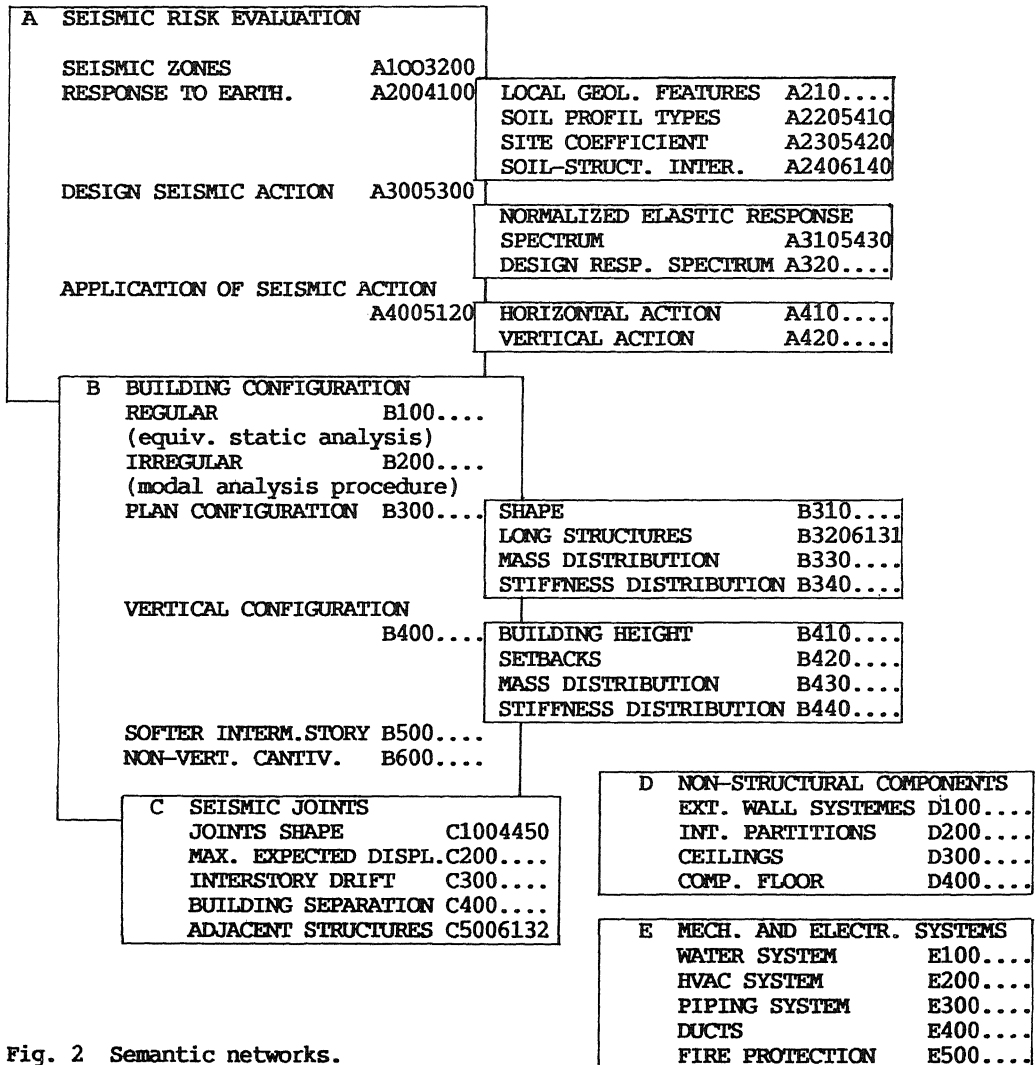 A SEISMIC RISK EVALUATION
SEISMIC ZONES A1OO3200
RESPONSE TO EARTH. A2004100
LOCAL GEOL. FEATURES A210....
SOIL PROFIL TYPES A2205410
SITE COEFFICIENT A2305420
SOIL-STRUCT. INTER. A2406140
DESIGN SEISMIC ACTION A3005300
NORMALIZED ELASTIC RESPONSE
SPECTRUM A3105430
DESIGN RESP. SPECTRUM A320....
APPLICATION OF SEISMIC ACTION
A4005120
HORIZONTAL ACTION A410....
VERTICAL ACTION A420....
B BUILDING CONFIGURATION
REGULAR B100....
(equiv. static analysis)
IRREGULAR B200....
(modal analysis procedure)
PLAN CONFIGURATION B300....
SHAPE B310....
LONG STRUCTURES B3206131
MASS DISTRIBUTION B330....
STIFFNESS DISTRIBUTION B340....
VERTICAL CONFIGURATION
B400....
BUILDING HEIGHT B410....
SETBACKS B420....
MASS DISTRIBUTION B430....
STIFFNESS DISTRIBUTION B440....
SOFTER INTERM.STORY B500....
NON-VERT. CANTIV. B600....
C SEISMIC JOINTS
JOINTS SHAPE C1004450
MAX. EXPECTED DISPL.C200....
INTERSTORY DRIFT C300....
BUILDING SEPARATION C400....
ADJACENT STRUCTURES C5006132
D NON-STRUCTURAL COMPONENTS
EXT. WALL SYSTEMES D100....
INT. PARTITIONS D200....
CEILINGS D300....
COMP. FLOOR D400....
E MECH. AND ELECTR. SYSTEMS
WATER SYSTEM E100....
HVAC SYSTEM E200....
PIPING SYSTEM E300....
DUCTS E400....
FIRE PROTECTION E500....
Fig. 2 Semantic networks.